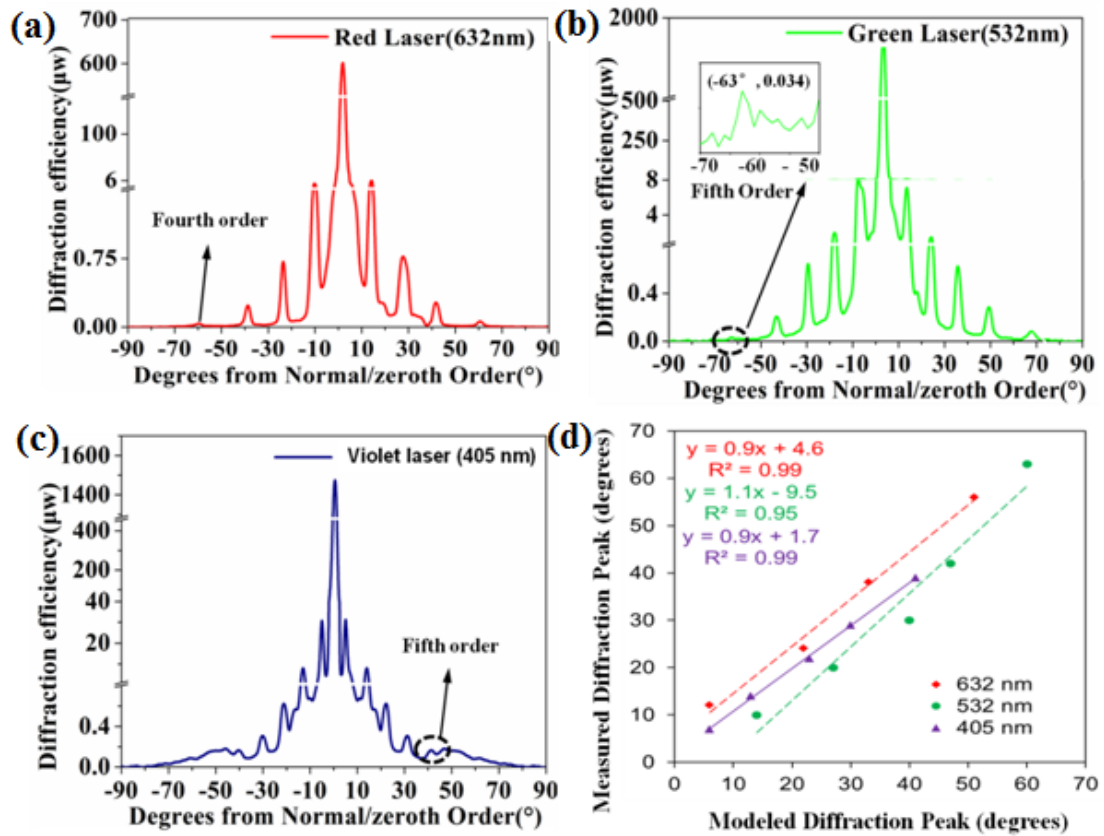 (a)
700
600
100
6
0.75
0.00
Diffraction efficiency(μw)
Red Laser(632nm)
Fourth order
-90 -70 -50 -30 -10 10 30 50 70 90
Degrees from Normal/zeroth Order(°)
(b)
2000
500
250
8
4
0.4
0.0
Diffraction efficiency(μw)
Green Laser(532nm)
(-63° , 0.034)
-70 -60 - 50
Fifth Order
-90 -70 -50 -30 -10 10 30 50 70 90
Degrees from Normal/zeroth Order(°)
(c)
1600
1400
400
200
40
20
0.4
0.0
Diffraction efficiency(μw)
Violet laser (405 nm)
Fifth order
-90 -70 -50 -30 -10 10 30 50 70 90
Degrees from Normal/zeroth Order(°)
(d)
70
60
50
40
30
20
10
0
Measured Diffraction Peak (degrees)
y = 0.9x + 4.6
R² = 0.99
y = 1.1x - 9.5
R² = 0.95
y = 0.9x + 1.7
R² = 0.99
632 nm
532 nm
405 nm
0 10 20 30 40 50 60 70
Modeled Diffraction Peak (degrees)